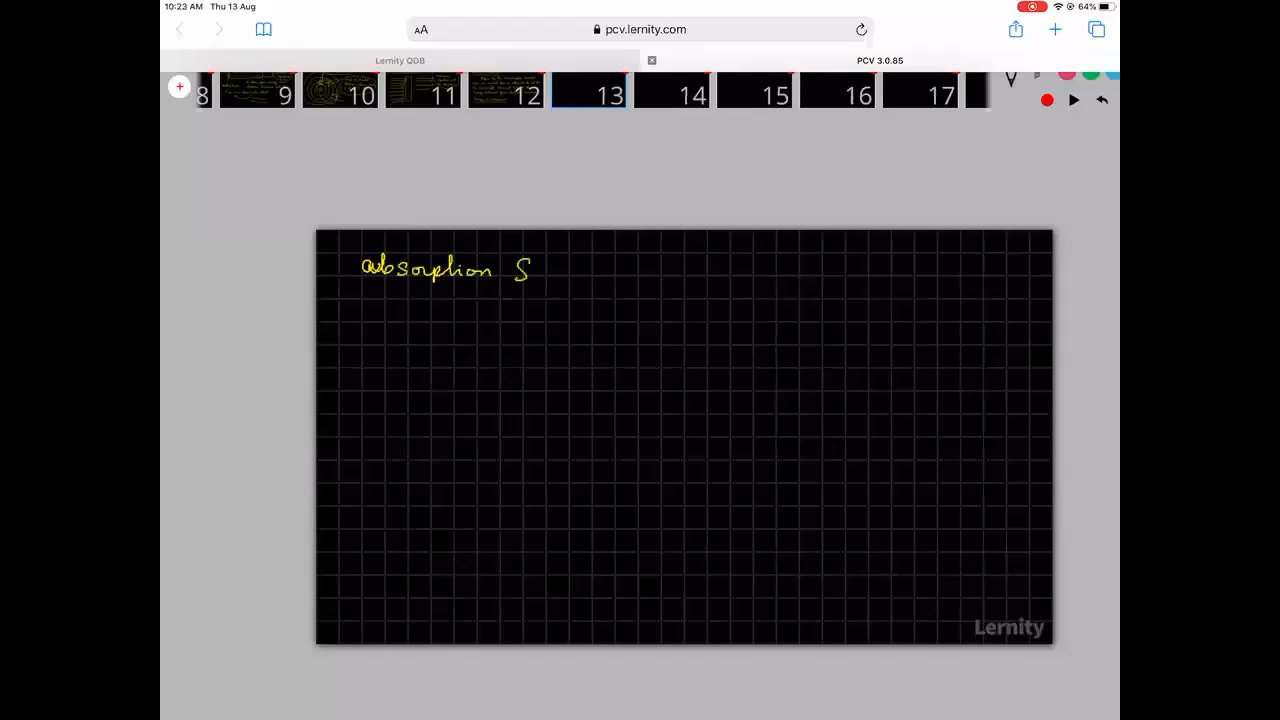 10:23 AM Thu 13 Aug
64%
AA
pcv.lernity.com
Lernity QDB
PCV 3.0.85
8 9 10 11 12 13 14 15 16 17
absorption S
Lernity